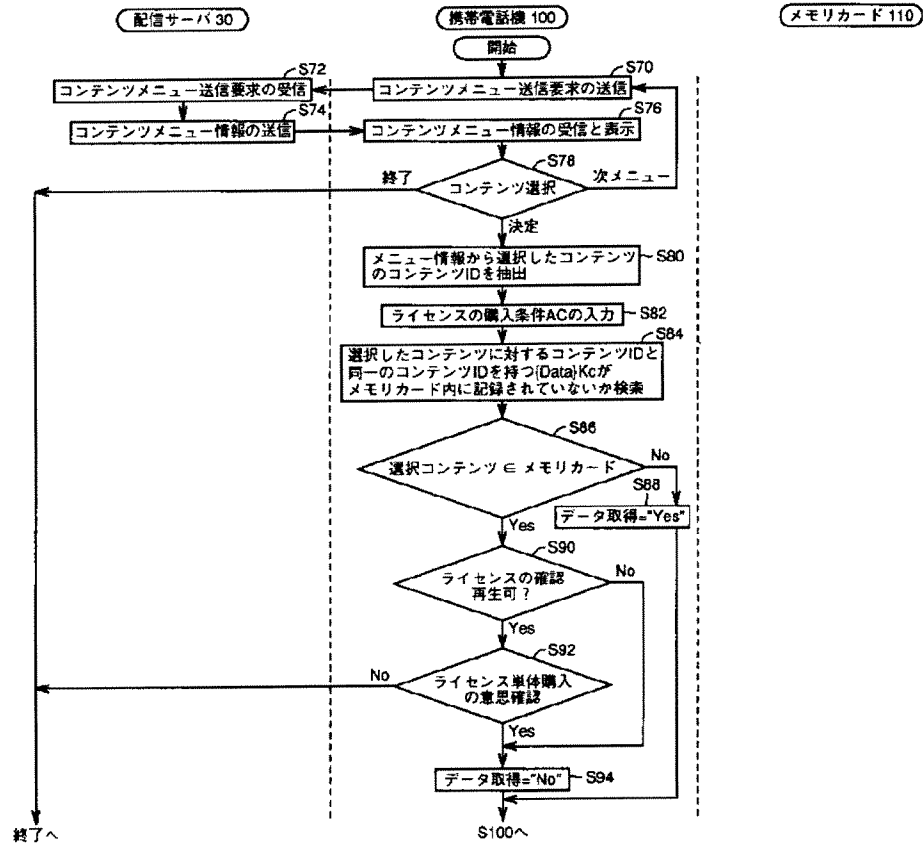 配信サーバ 30
携帯電話機 100
メモリカード 110
開始
S72
S70
コンテンツメニュー送信要求の受信
コンテンツメニュー送信要求の送信
S74
S76
コンテンツメニュー情報の送信
コンテンツメニュー情報の受信と表示
S78
終了
コンテンツ選択
次メニュー
決定
メニュー情報から選択したコンテンツ
のコンテンツIDを抽出
S80
ライセンスの購入条件ACの入力
S82
S84
選択したコンテンツに対するコンテンツIDと
同一のコンテンツIDを持つ{Data}Kcが
メモリカード内に記録されていないか検索
S86
選択コンテンツ ∈ メモリカード
No
S88
データ取得="Yes"
Yes
S90
ライセンスの確認
再生可?
No
Yes
S92
No
ライセンス単体購入
の意思確認
Yes
データ取得="No"
S94
終了へ
S100へ